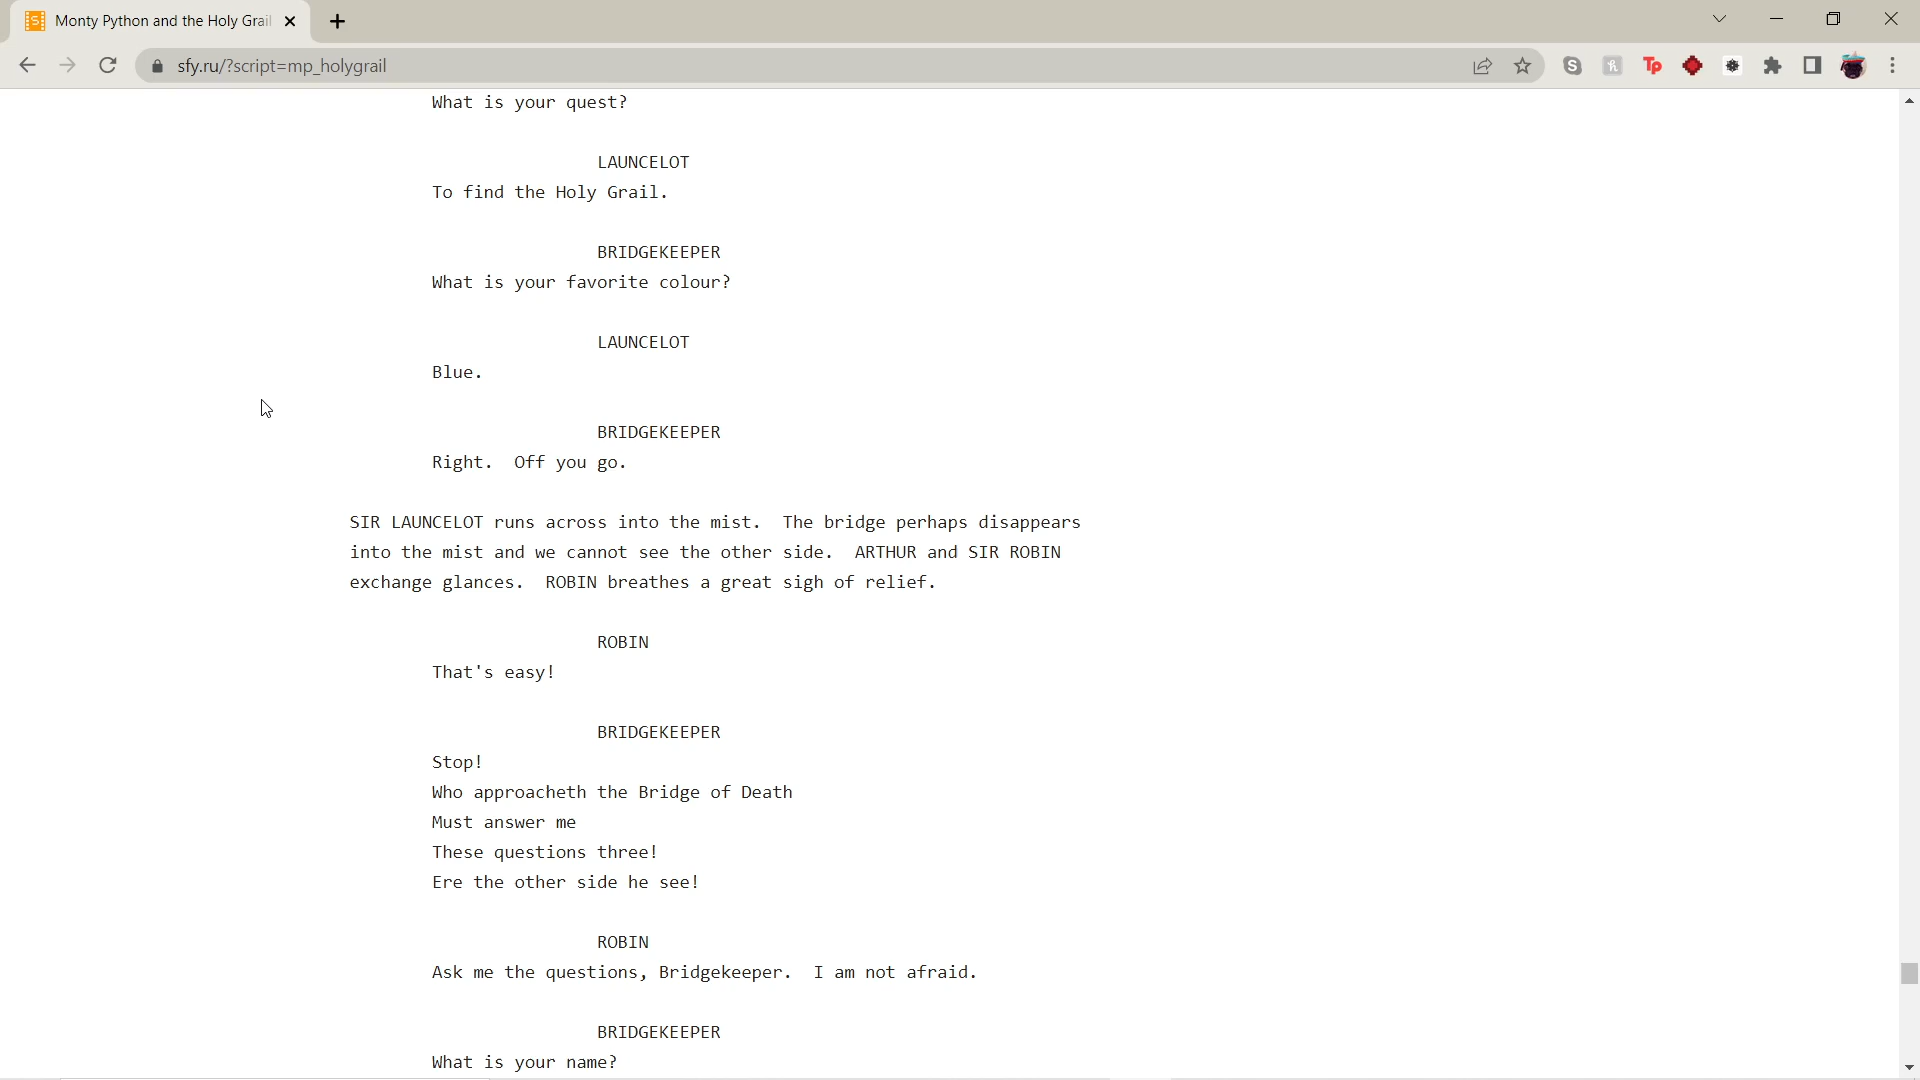 Monty Python and the Holy Grail
sfy.ru/?script=mp_holygrail
What is your quest?
LAUNCELOT
To find the Holy Grail.
BRIDGEKEEPER
What is your favorite colour?
LAUNCELOT
Blue.
BRIDGEKEEPER
Right.  Off you go.
SIR LAUNCELOT runs across into the mist.  The bridge perhaps disappears
into the mist and we cannot see the other side.  ARTHUR and SIR ROBIN
exchange glances.  ROBIN breathes a great sigh of relief.
ROBIN
That's easy!
BRIDGEKEEPER
Stop!
Who approacheth the Bridge of Death
Must answer me
These questions three!
Ere the other side he see!
ROBIN
Ask me the questions, Bridgekeeper.  I am not afraid.
BRIDGEKEEPER
What is your name?